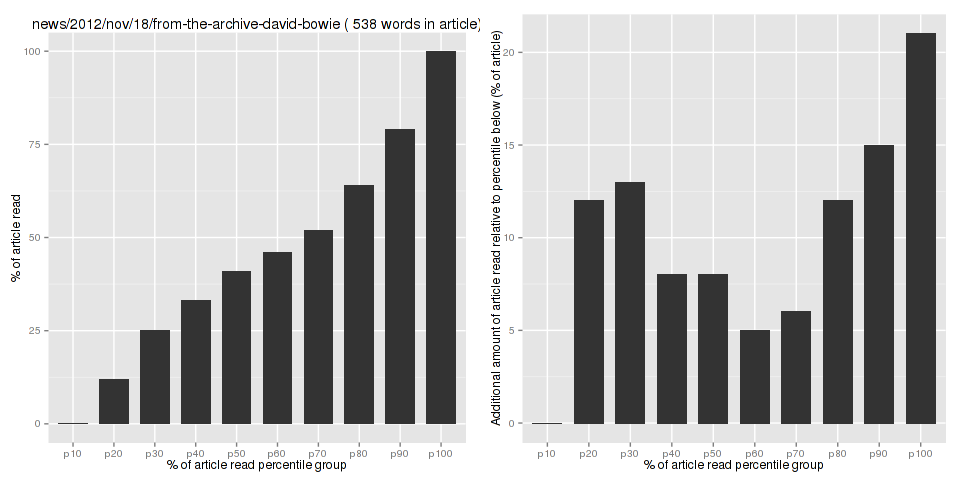 news/2012/nov/18/from-the-archive-david-bowie ( 538 words in article)
% of article read
100
75
50
25
0
p10 p20 p30 p40 p50 p60 p70 p80 p90 p100
% of article read percentile group
Additional amount of article read relative to percentile below (% of article)
20
15
10
5
0
p10 p20 p30 p40 p50 p60 p70 p80 p90 p100
% of article read percentile group